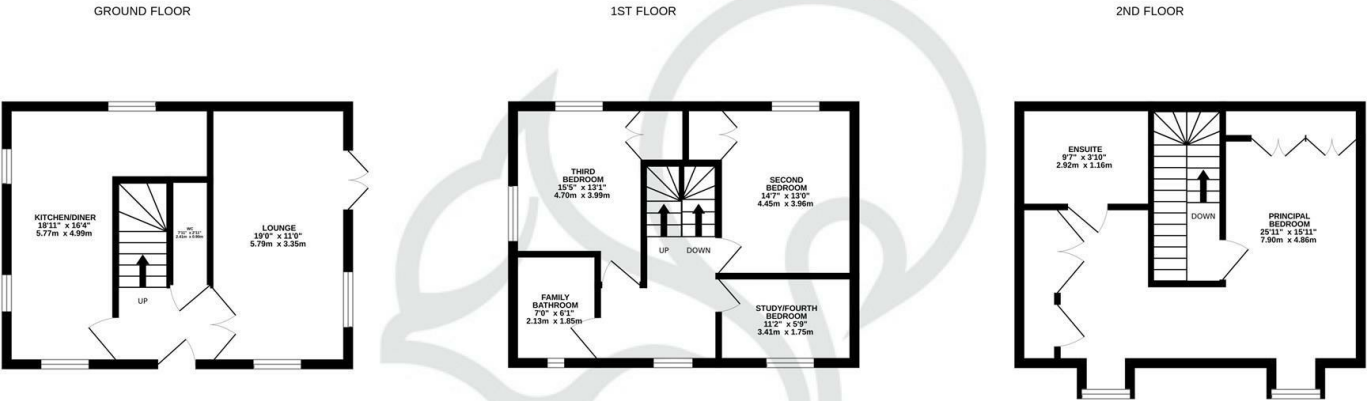 GROUND FLOOR
KITCHEN/DINER
18'11" x 16'4"
5.77m x 4.99m
UP
WC
LOUNGE
19'0" x 11'0"
5.79m x 3.35m
1ST FLOOR
THIRD
BEDROOM
15'5" x 13'1"
4.70m x 3.99m
SECOND
BEDROOM
14'7" x 13'0"
4.45m x 3.96m
UP
DOWN
FAMILY
BATHROOM
7'0" x 6'1"
2.13m x 1.85m
STUDY/FOURTH
BEDROOM
11'2" x 5'9"
3.41m x 1.75m
2ND FLOOR
ENSUITE
9'7" x 3'10"
2.92m x 1.16m
DOWN
PRINCIPAL
BEDROOM
25'11" x 15'11"
7.90m x 4.86m